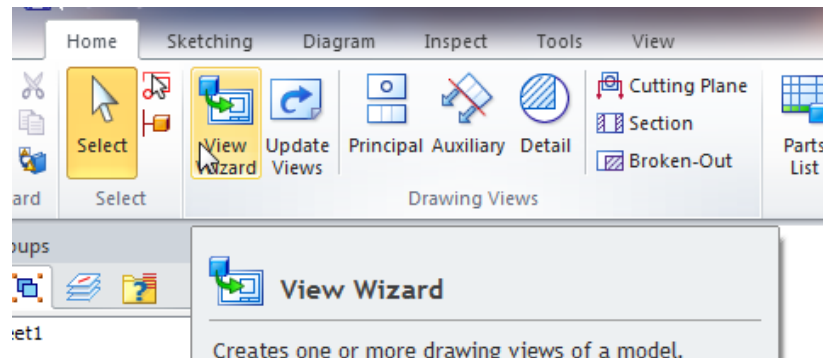 Home Sketching Diagram Inspect Tools View
Select
View Wizard
Update Views
Principal
Auxiliary
Detail
Cutting Plane
Section
Broken-Out
Parts List
ard
Select
Drawing Views
oups
eet1
View Wizard
Creates one or more drawing views of a model.